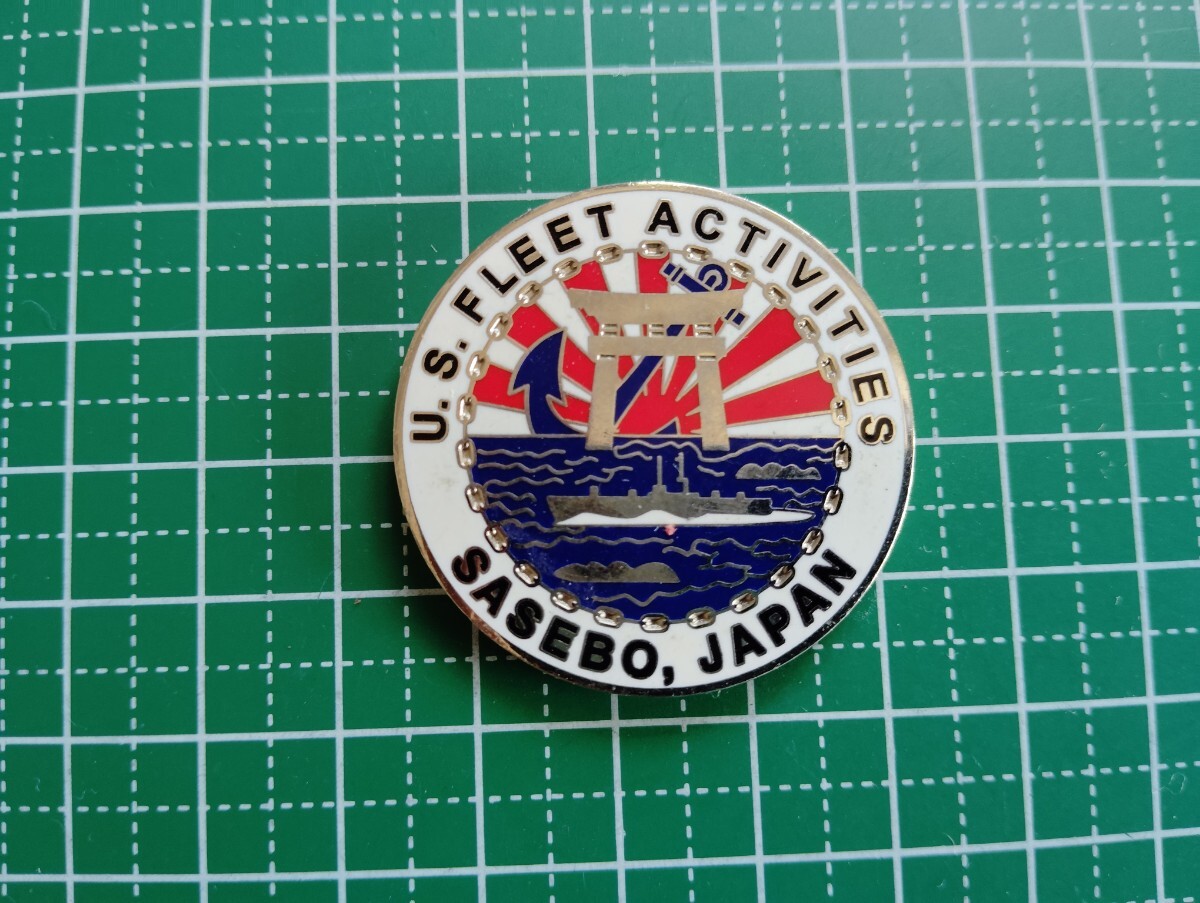 U.S. FLEET ACTIVITIES
SASEBO, JAPAN